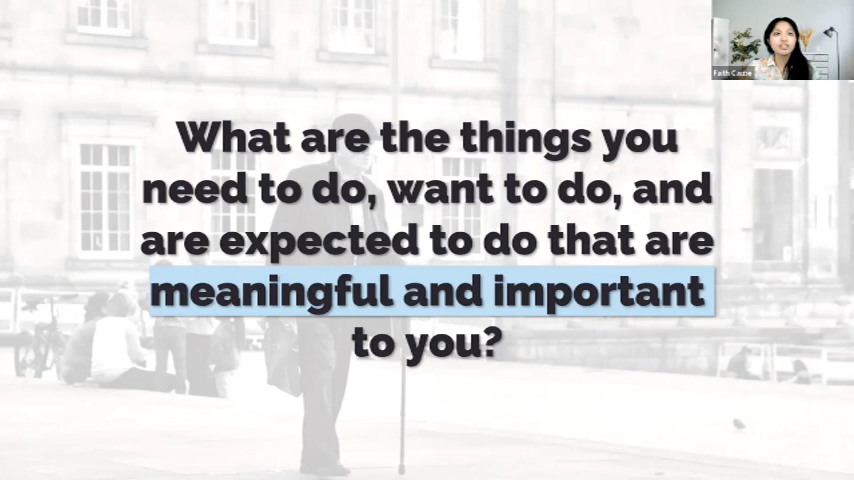 Faith Cauzie
What are the things you
need to do, want to do, and
are expected to do that are
meaningful and important
to you?